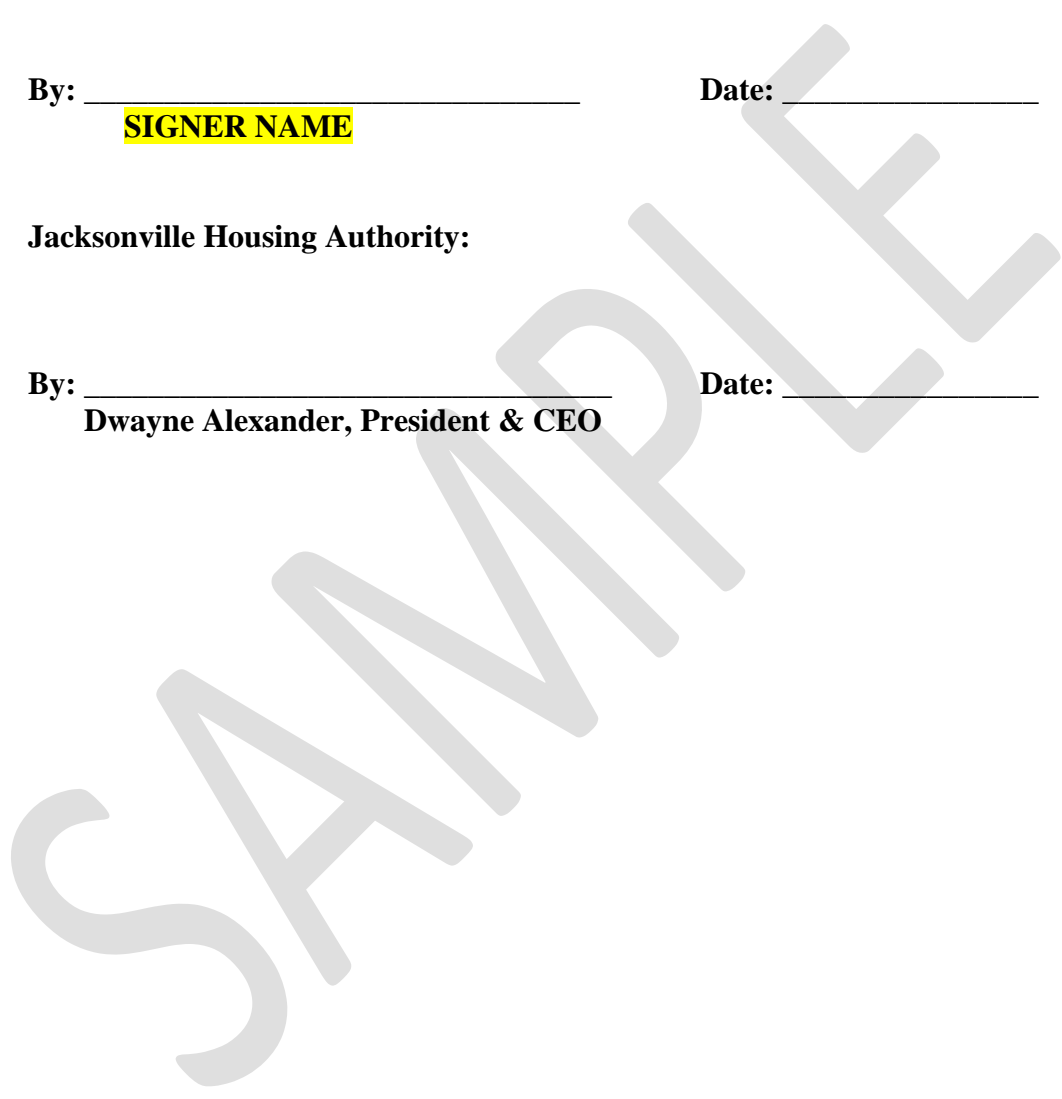 By: _______________________________ Date: ________________
SIGNER NAME
Jacksonville Housing Authority:
By: _________________________________ Date: ________________
Dwayne Alexander, President & CEO
SAMPLE